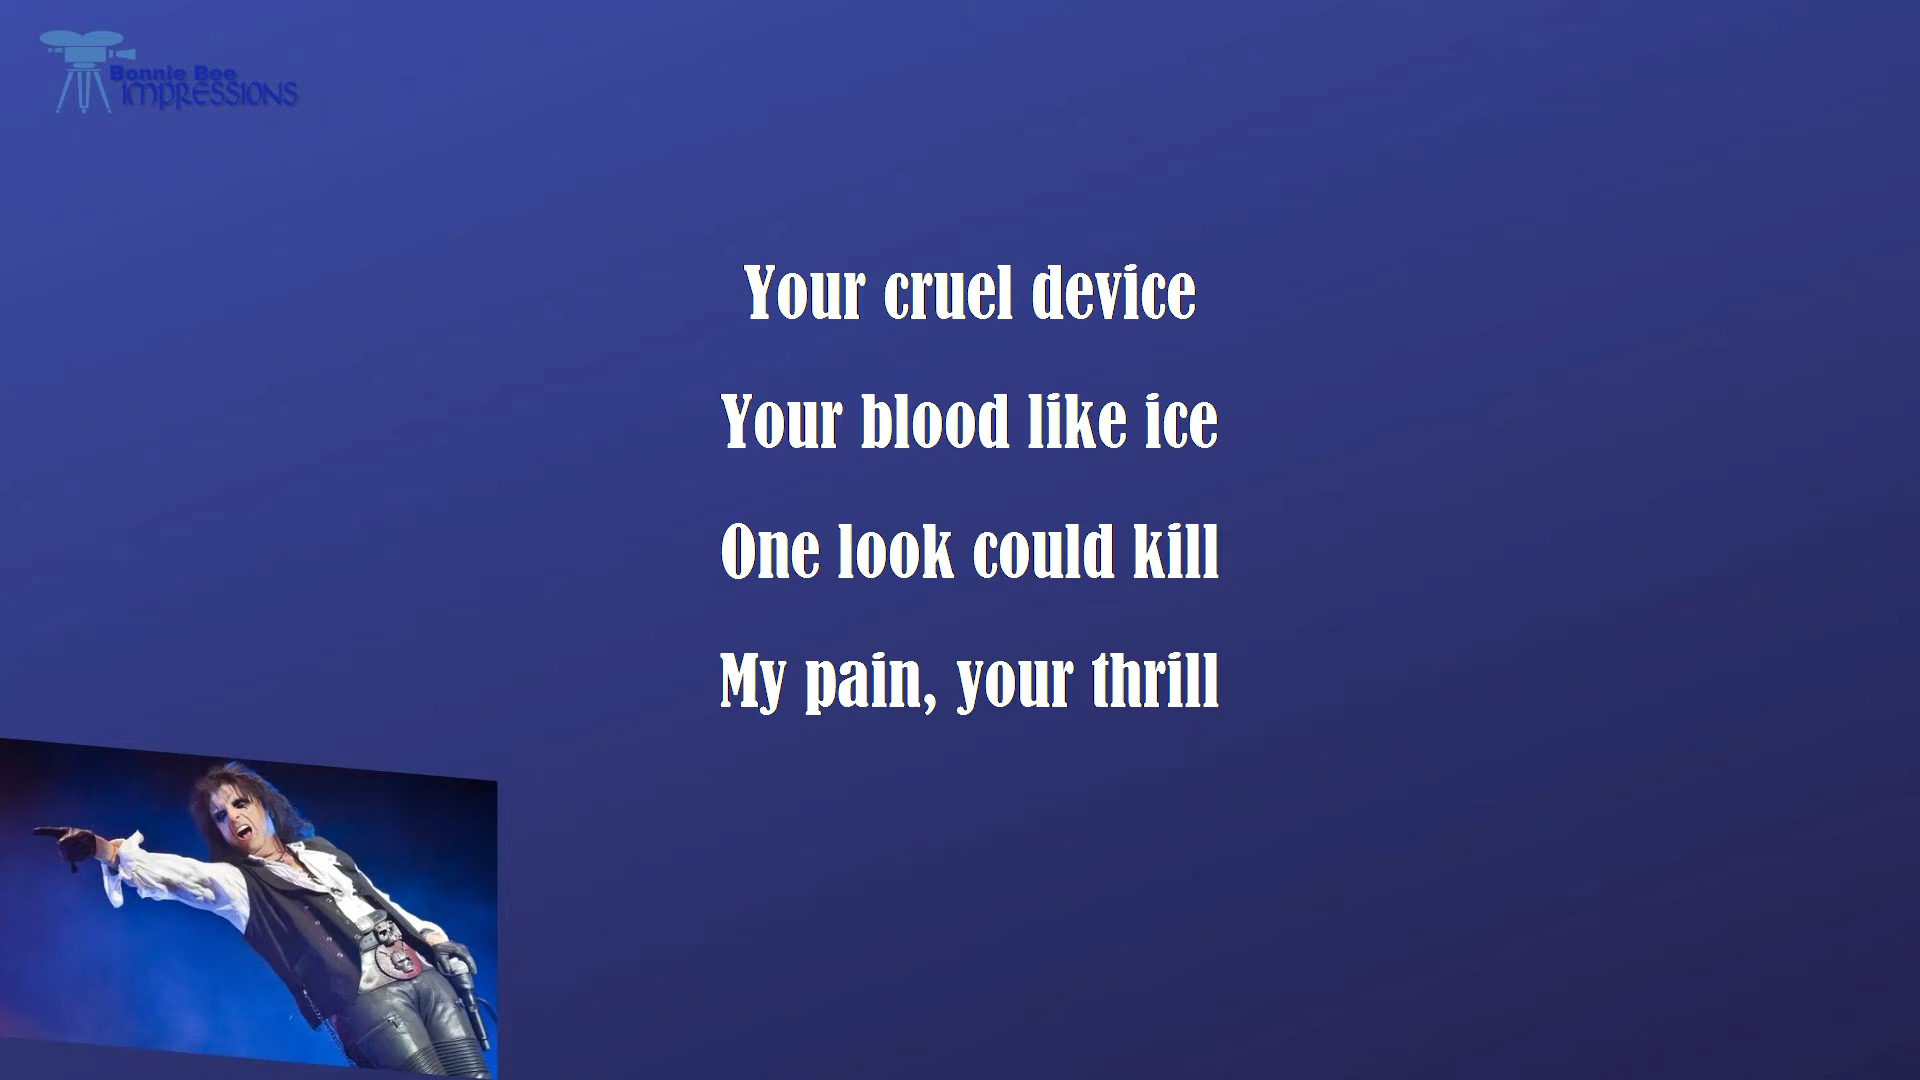 Bonnie Bee
impressions
Your cruel device
Your blood like ice
One look could kill
My pain, your thrill